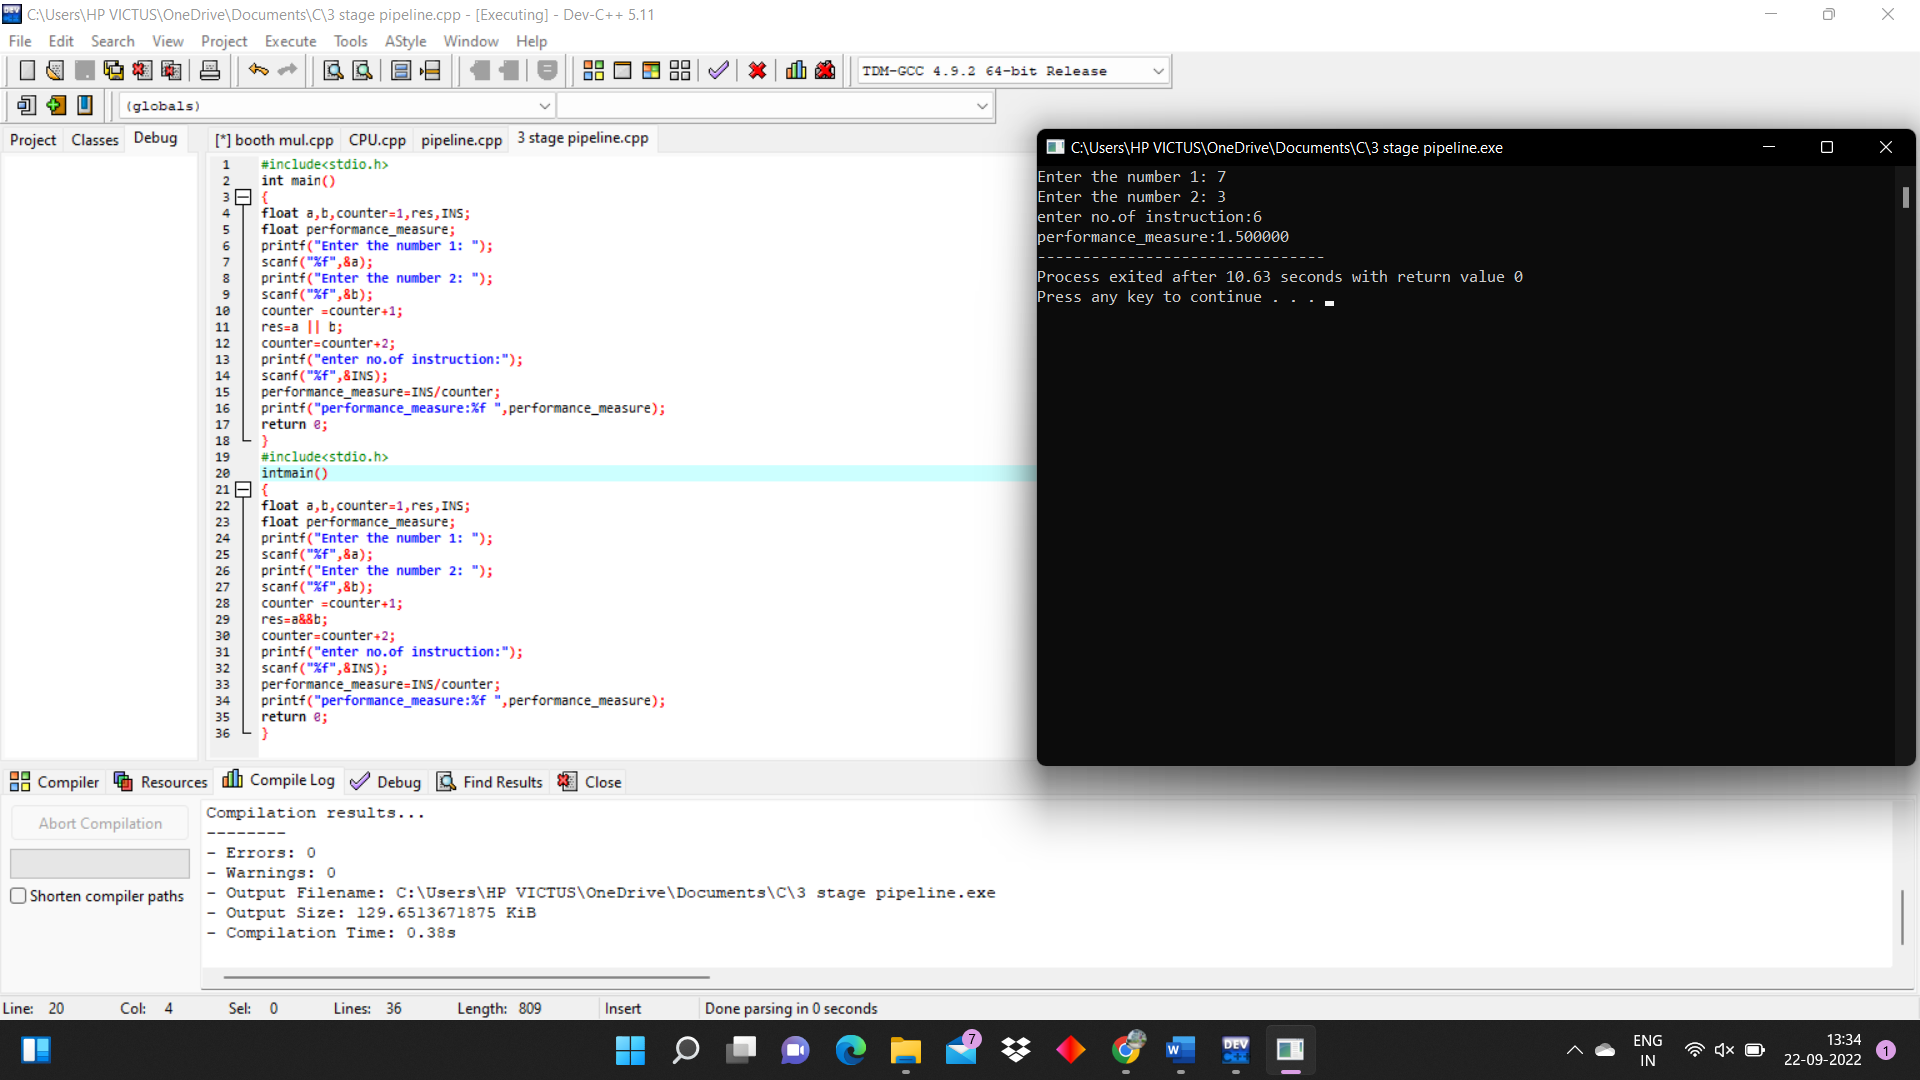 C:\Users\HP VICTUS\OneDrive\Documents\C\3 stage pipeline.cpp - [Executing] - Dev-C++ 5.11
File Edit Search View Project Execute Tools AStyle Window Help
TDM-GCC 4.9.2 64-bit Release
(globals)
Project Classes Debug
[*] booth mul.cpp CPU.cpp pipeline.cpp 3 stage pipeline.cpp
1 #include<stdio.h>
2 int main()
3 {
4 float a,b,counter=1,res,INS;
5 float performance_measure;
6 printf("Enter the number 1: ");
7 scanf("%f",&a);
8 printf("Enter the number 2: ");
9 scanf("%f",&b);
10 counter =counter+1;
11 res=a || b;
12 counter=counter+2;
13 printf("enter no.of instruction:");
14 scanf("%f",&INS);
15 performance_measure=INS/counter;
16 printf("performance_measure:%f ",performance_measure);
17 return 0;
18 }
19 #include<stdio.h>
20 intmain()
21 {
22 float a,b,counter=1,res,INS;
23 float performance_measure;
24 printf("Enter the number 1: ");
25 scanf("%f",&a);
26 printf("Enter the number 2: ");
27 scanf("%f",&b);
28 counter =counter+1;
29 res=a&&b;
30 counter=counter+2;
31 printf("enter no.of instruction:");
32 scanf("%f",&INS);
33 performance_measure=INS/counter;
34 printf("performance_measure:%f ",performance_measure);
35 return 0;
36 }
C:\Users\HP VICTUS\OneDrive\Documents\C\3 stage pipeline.exe
Enter the number 1: 7
Enter the number 2: 3
enter no.of instruction:6
performance_measure:1.500000
--------------------------------
Process exited after 10.63 seconds with return value 0
Press any key to continue . . .
Compiler Resources Compile Log Debug Find Results Close
Abort Compilation
Shorten compiler paths
Compilation results...
--------
- Errors: 0
- Warnings: 0
- Output Filename: C:\Users\HP VICTUS\OneDrive\Documents\C\3 stage pipeline.exe
- Output Size: 129.6513671875 KiB
- Compilation Time: 0.38s
Line: 20 Col: 4 Sel: 0 Lines: 36 Length: 809 Insert Done parsing in 0 seconds
7
W
DEV
C++
ENG
IN
13:34
22-09-2022
1